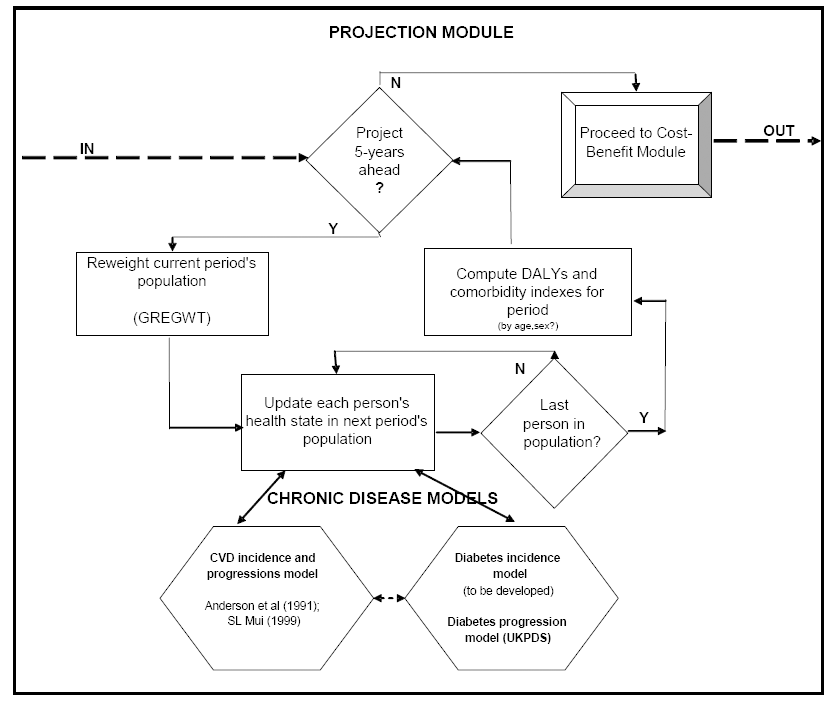 PROJECTION MODULE
N
Project
5-years
ahead
?
Proceed to Cost-
Benefit Module
OUT
IN
Y
Reweight current period's
population
(GREGWT)
Compute DALYs and
comorbidity indexes for
period
(by age,sex?)
N
Update each person's
health state in next period's
population
Last
person in
population?
Y
CHRONIC DISEASE MODELS
CVD incidence and
progressions model
Anderson et al (1991);
SL Mui (1999)
Diabetes incidence
model
(to be developed)
Diabetes progression
model (UKPDS)